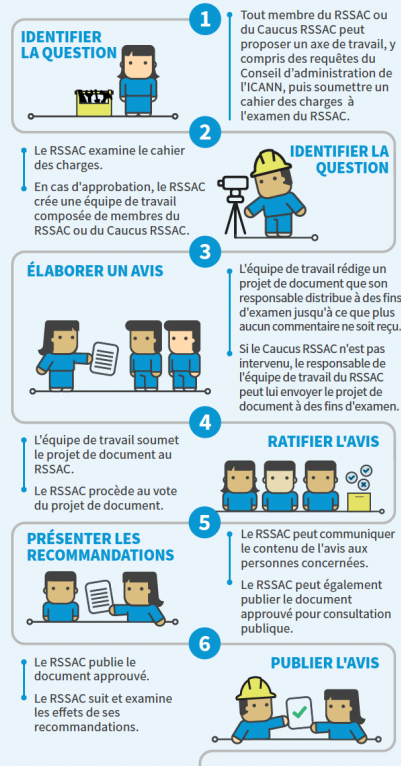 1
IDENTIFIER
LA QUESTION
Tout membre du RSSAC ou
du Caucus RSSAC peut
proposer un axe de travail, y
compris des requêtes du
Conseil d’administration de
l’ICANN, puis soumettre un
cahier des charges à
l'examen du RSSAC.
2
IDENTIFIER LA
QUESTION
Le RSSAC examine le cahier
des charges.
En cas d'approbation, le RSSAC
crée une équipe de travail
composée de membres du
RSSAC ou du Caucus RSSAC.
3
ÉLABORER UN AVIS
L'équipe de travail rédige un
projet de document que son
responsable distribue à des fins
d'examen jusqu'à ce que plus
aucun commentaire ne soit reçu.
Si le Caucus RSSAC n'est pas
intervenu, le responsable de
l'équipe de travail du RSSAC
peut lui envoyer le projet de
document à des fins d'examen.
4
RATIFIER L'AVIS
L'équipe de travail soumet
le projet de document au
RSSAC.
Le RSSAC procède au vote
du projet de document.
5
PRÉSENTER LES
RECOMMANDATIONS
Le RSSAC peut communiquer
le contenu de l'avis aux
personnes concernées.
Le RSSAC peut également
publier le document
approuvé pour consultation
publique.
6
PUBLIER L'AVIS
Le RSSAC publie le
document approuvé.
Le RSSAC suit et examine
les effets de ses
recommandations.